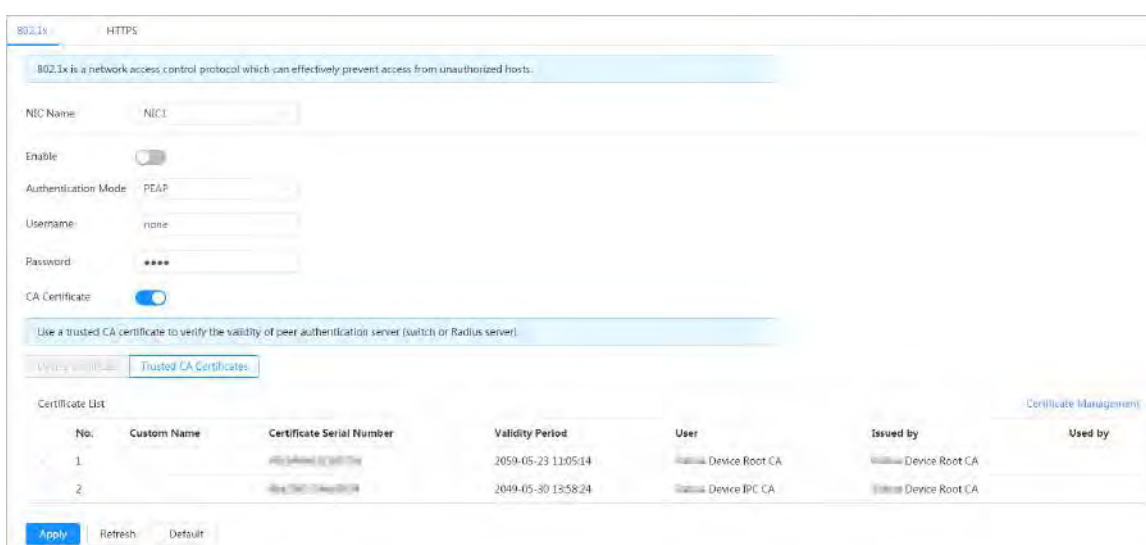 802.1x HTTPS
802.1x is a network access control protocol which can effectively prevent access from unauthorized hosts.
NIC Name NIC1
Enable
Authentication Mode PEAP
Username none
Password ••••
CA Certificate
Use a trusted CA certificate to verify the validity of peer authentication server (switch or Radius server).
Trusted CA Certificates
Certificate List Certificate Management
No. Custom Name Certificate Serial Number Validity Period User Issued by Used by
1 2059-05-23 11:05:14 Device Root CA Device Root CA
2 2049-05-30 13:58:24 Device IPC CA Device Root CA
Apply Refresh Default